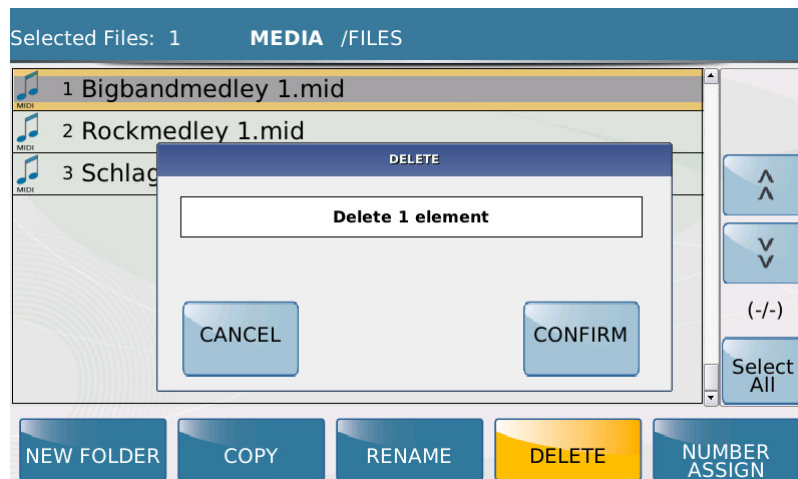 Selected Files: 1 MEDIA /FILES
MIDI 1 Bigbandmedley 1.mid
MIDI 2 Rockmedley 1.mid
MIDI 3 Schlag
DELETE
Delete 1 element
CANCEL CONFIRM
(-/-)
Select
All
NEW FOLDER COPY RENAME DELETE NUMBER
ASSIGN